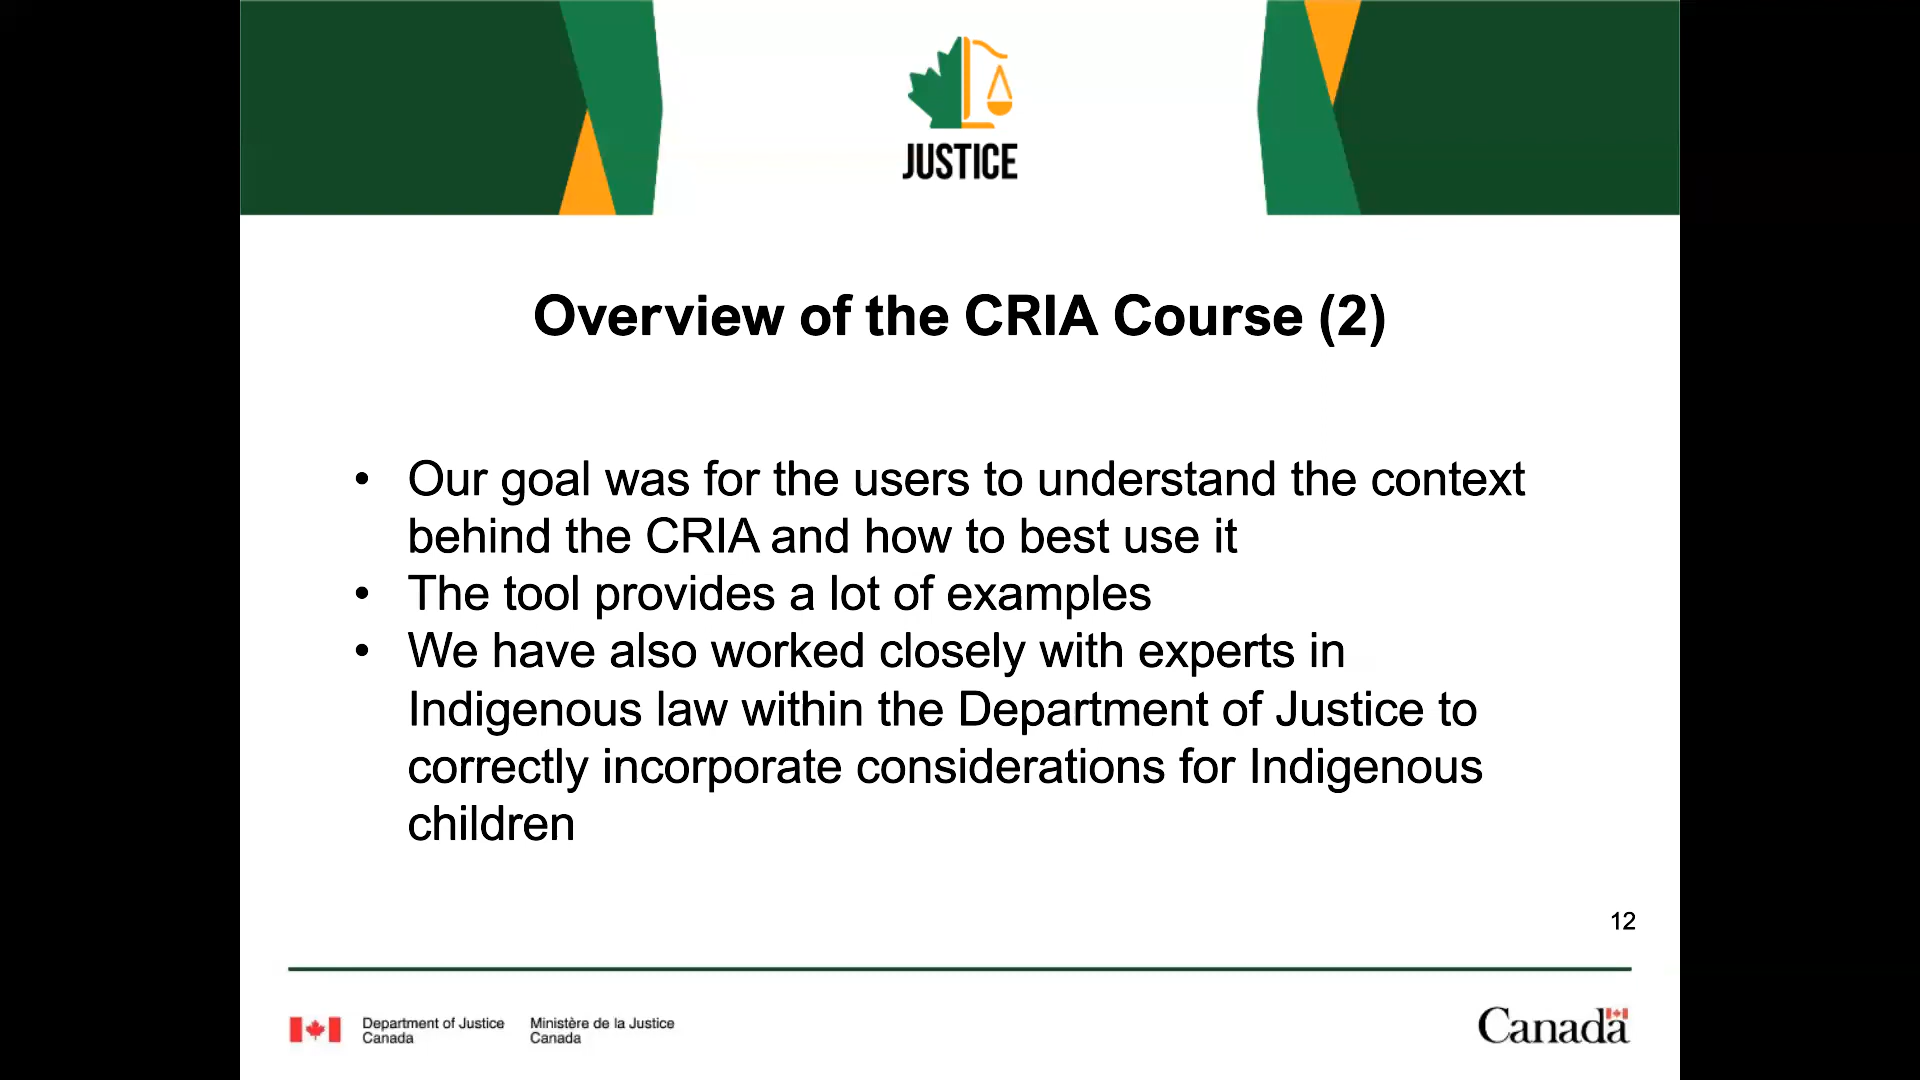 JUSTICE
Overview of the CRIA Course (2)
• Our goal was for the users to understand the context
behind the CRIA and how to best use it
• The tool provides a lot of examples
• We have also worked closely with experts in
Indigenous law within the Department of Justice to
correctly incorporate considerations for Indigenous
children
12
Department of Justice
Canada
Ministère de la Justice
Canada
Canada